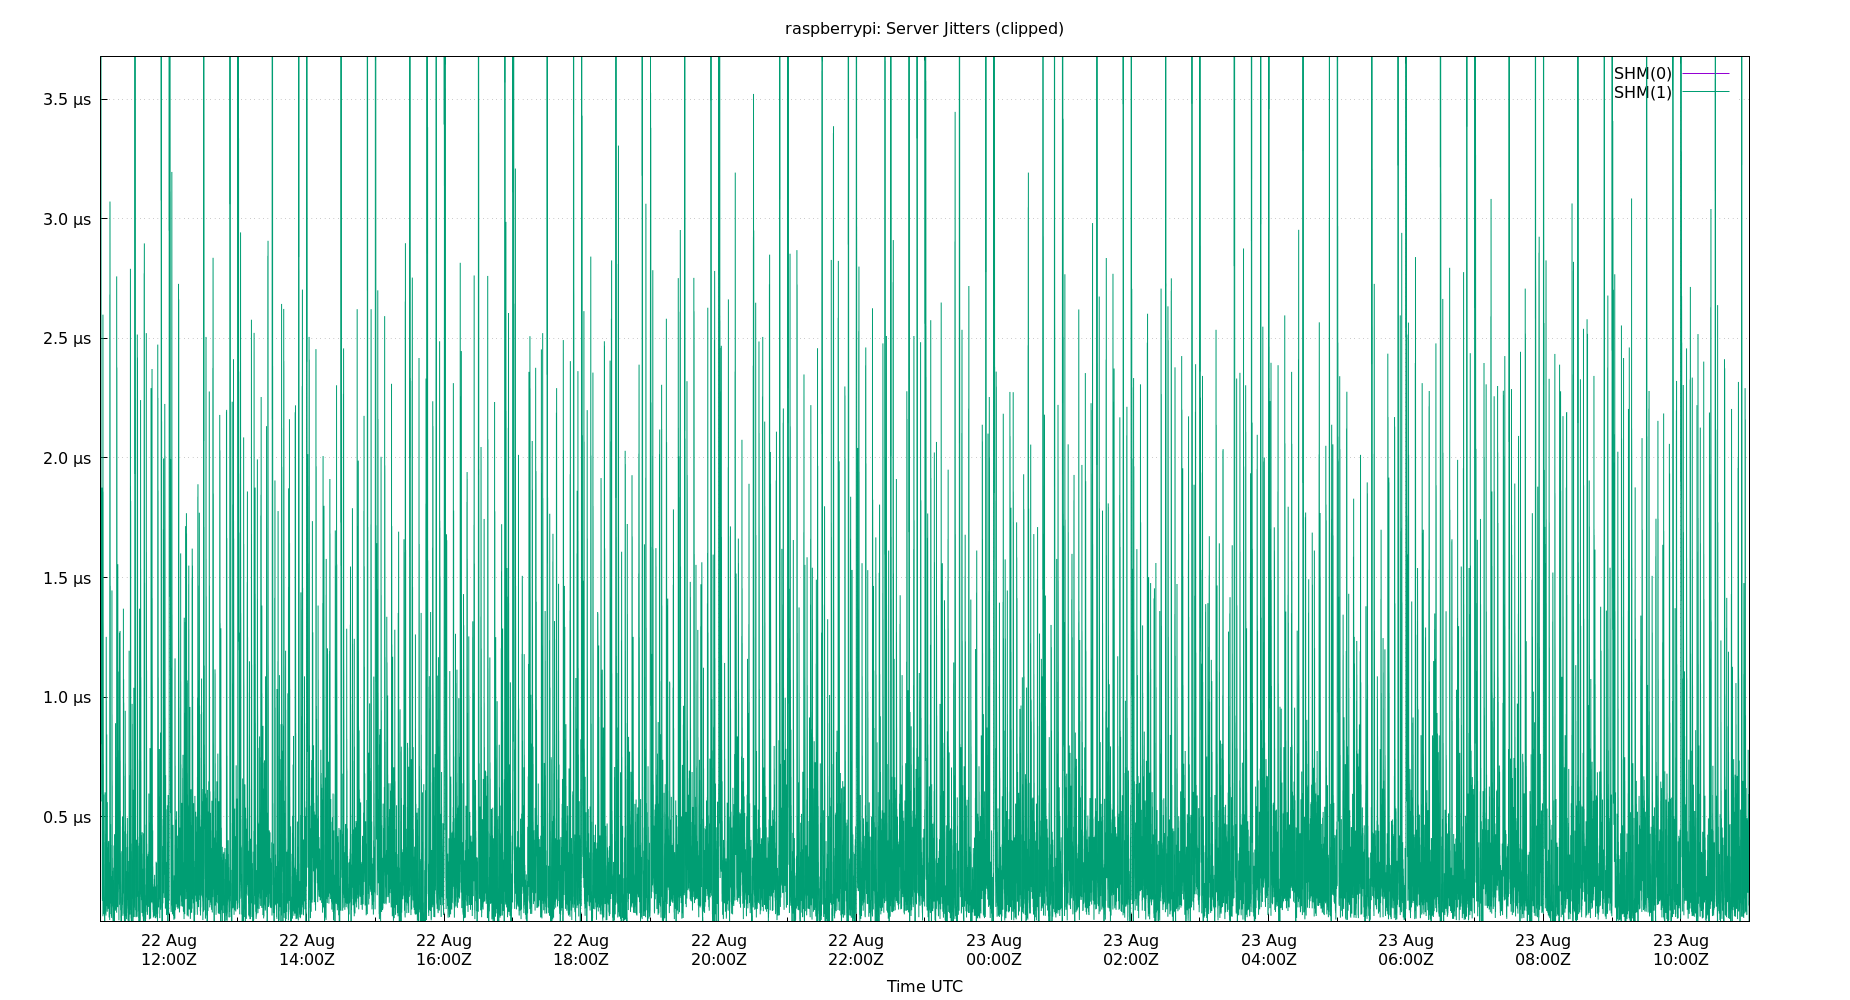 raspberrypi: Server Jitters (clipped)
SHM(0)
SHM(1)
3.5 µs
3.0 µs
2.5 µs
2.0 µs
1.5 µs
1.0 µs
0.5 µs
22 Aug 22 Aug 22 Aug 22 Aug 22 Aug 22 Aug 23 Aug 23 Aug 23 Aug 23 Aug 23 Aug 23 Aug
12:00Z 14:00Z 16:00Z 18:00Z 20:00Z 22:00Z 00:00Z 02:00Z 04:00Z 06:00Z 08:00Z 10:00Z
Time UTC